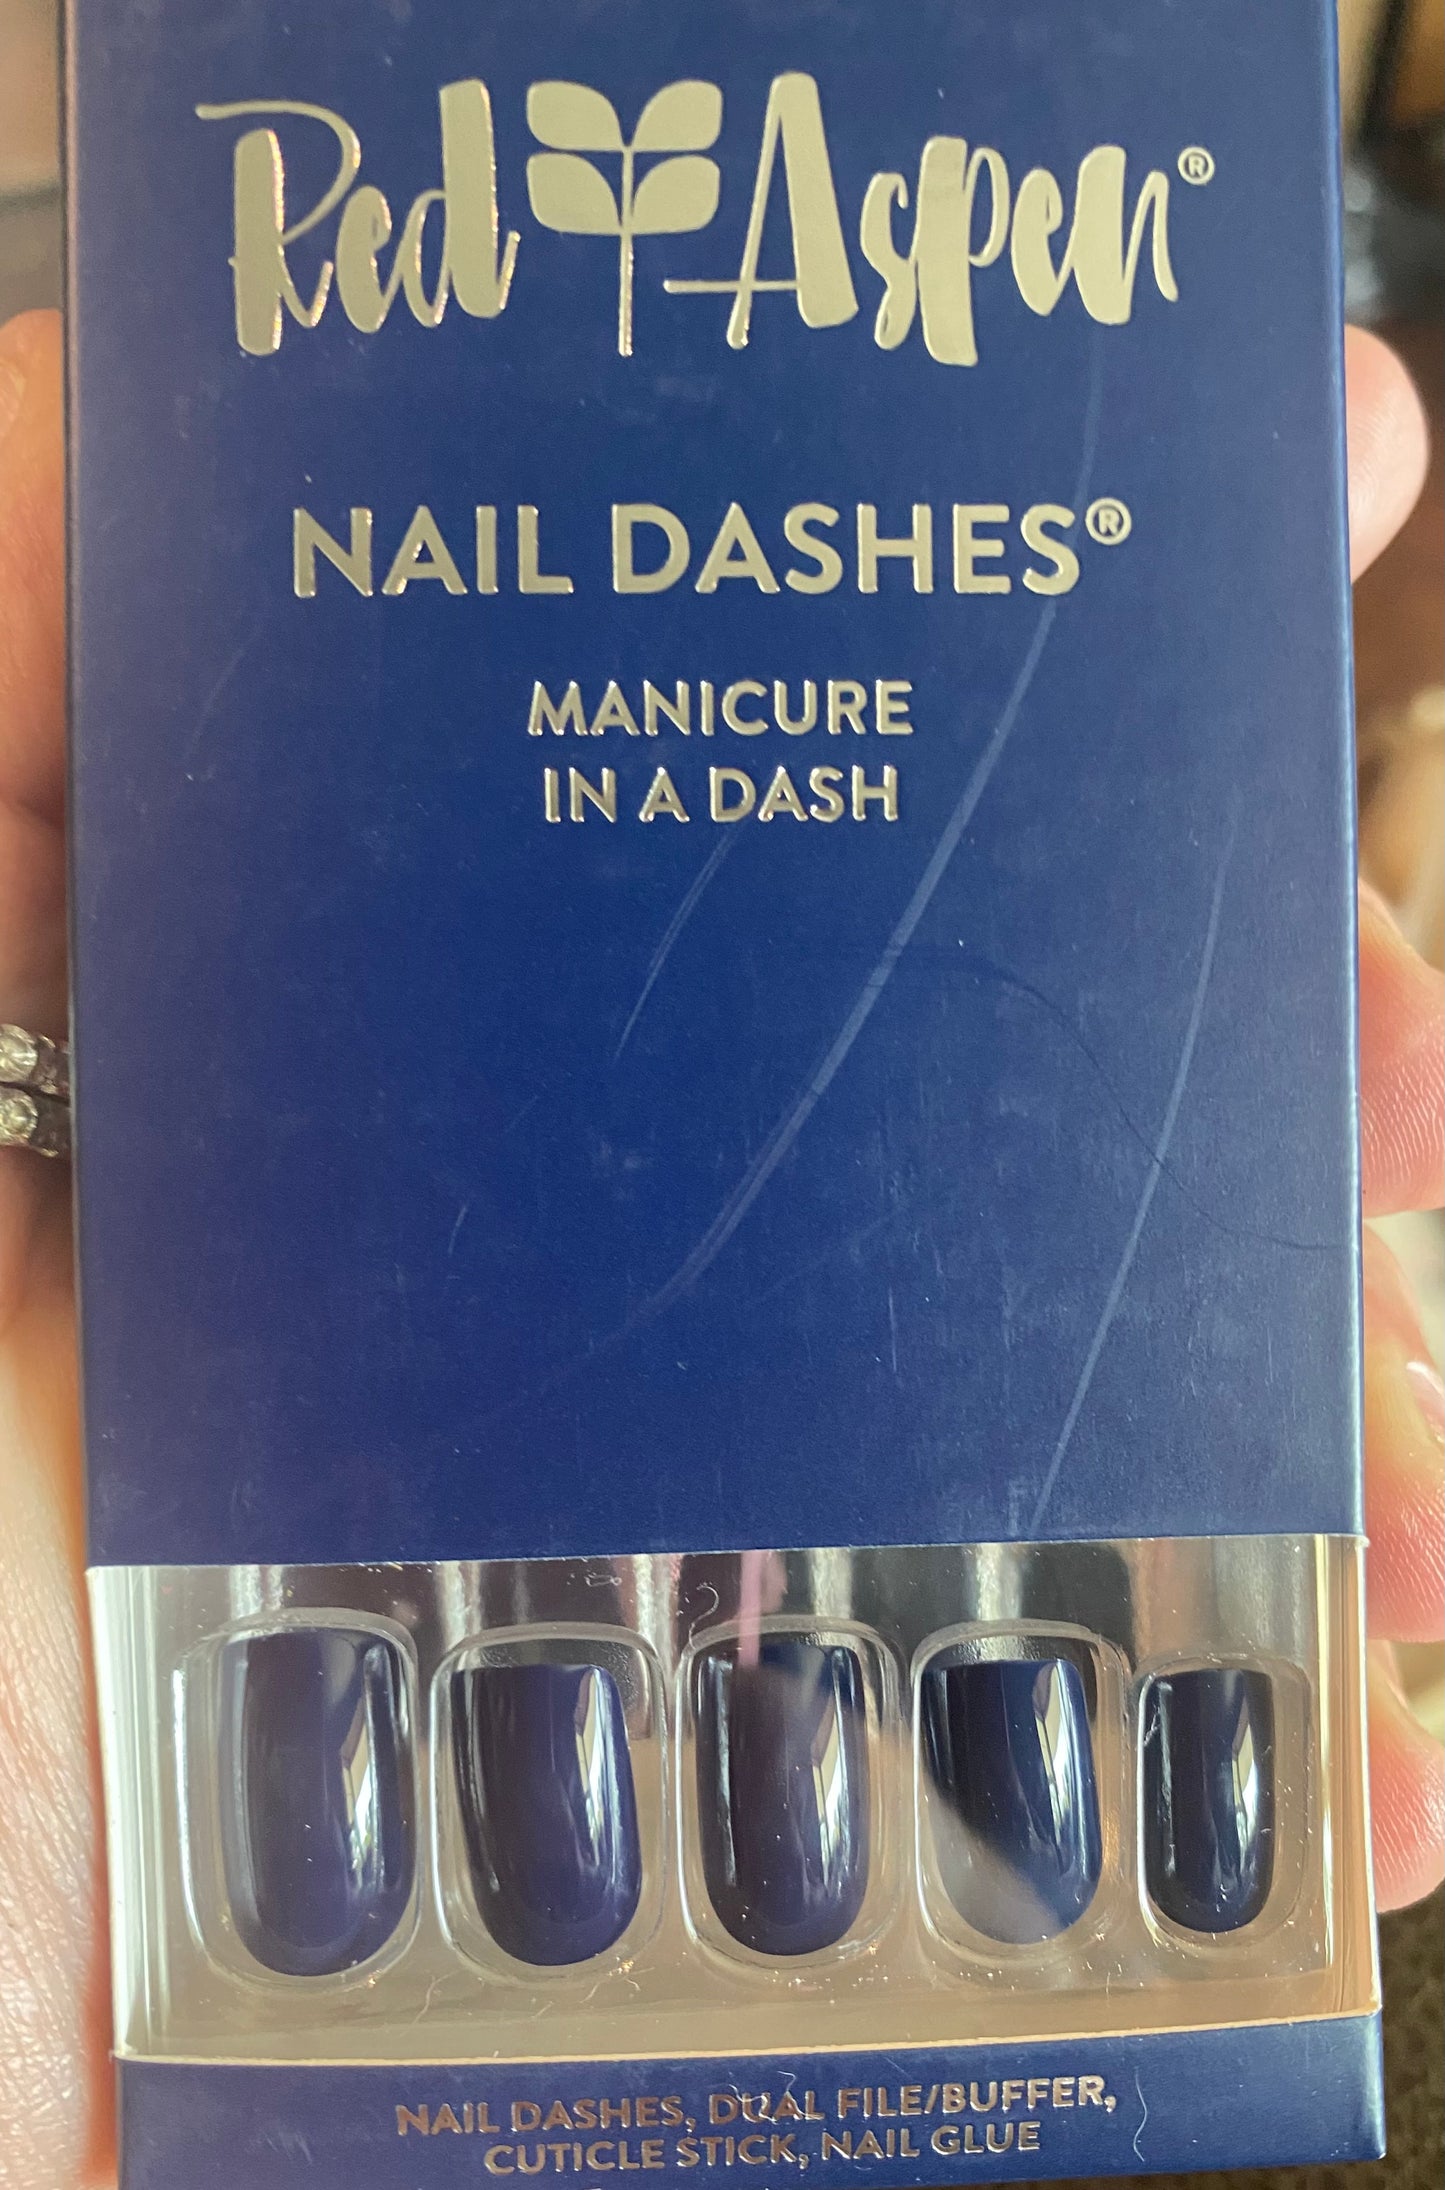 Red Aspen®
NAIL DASHES®
MANICURE
IN A DASH
NAIL DASHES, DUAL FILE/BUFFER,
CUTICLE STICK, NAIL GLUE